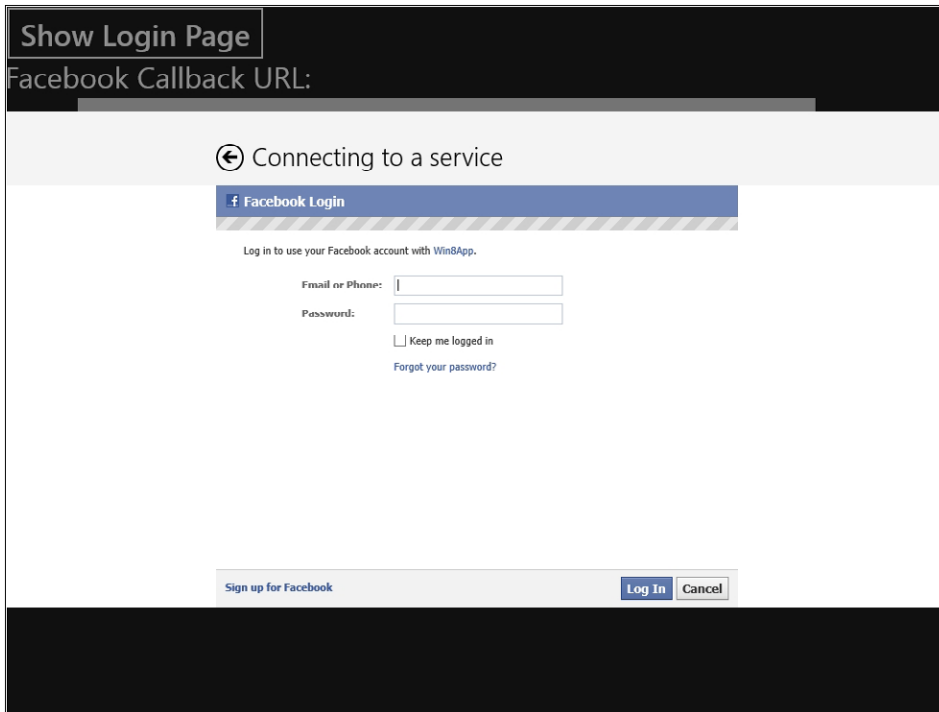 Show Login Page
Facebook Callback URL:
Connecting to a service
f Facebook Login
Log in to use your Facebook account with Win8App.
Email or Phone:
Password:
Keep me logged in
Forgot your password?
Sign up for Facebook
Log In Cancel